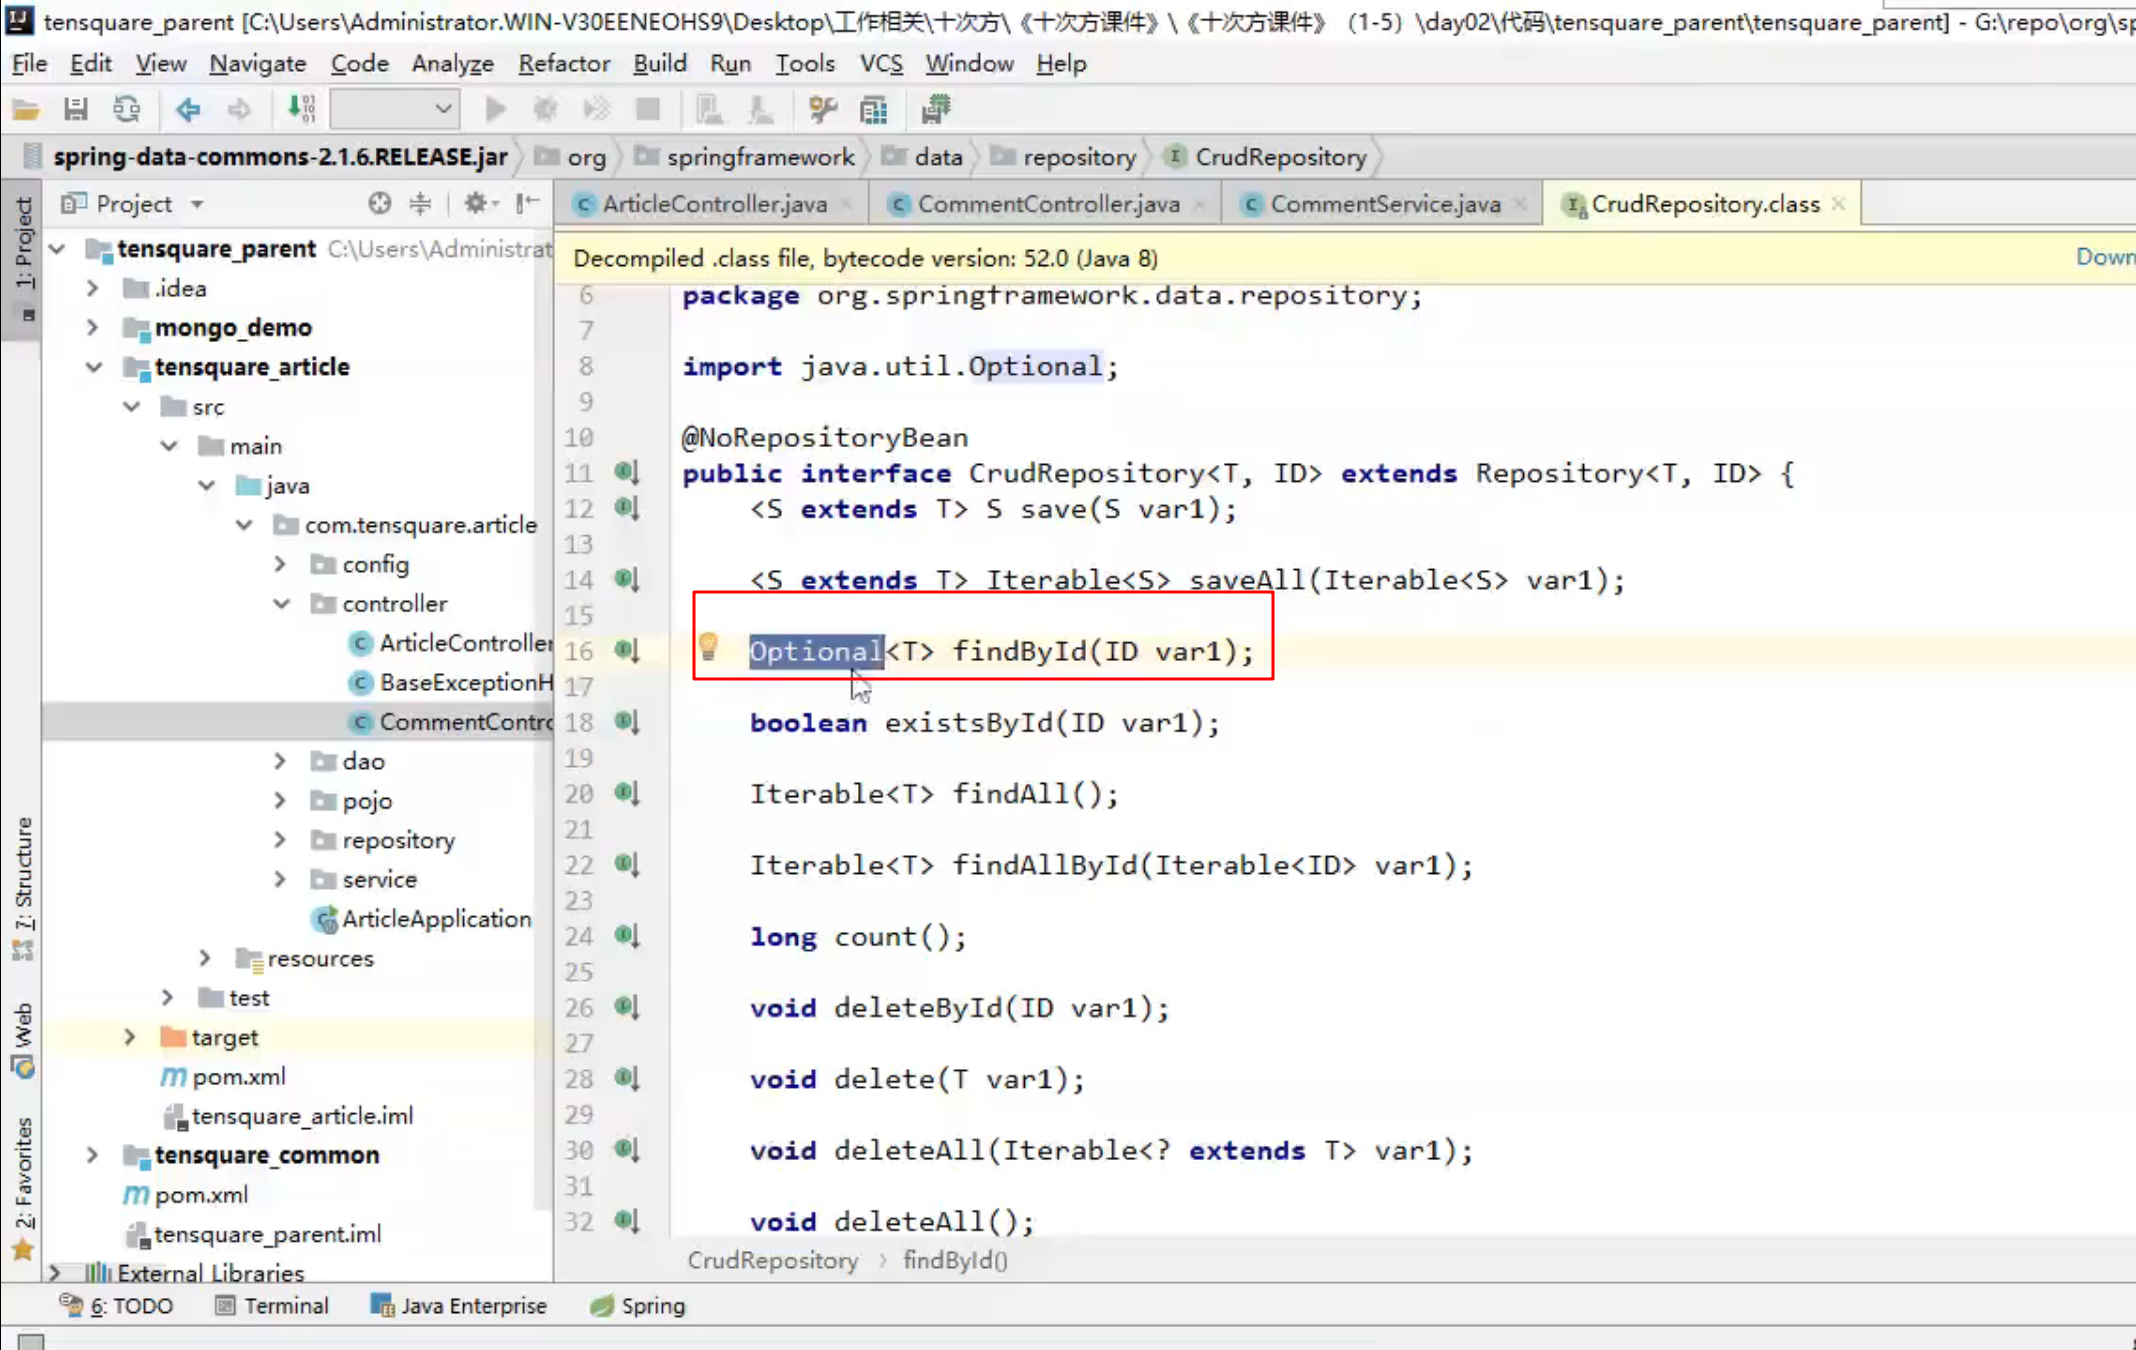 tensquare_parent [C:\Users\Administrator.WIN-V30EENEOHS9\Desktop\工作相关\十次方\《十次方课件》\《十次方课件》 (1-5) \day02\代码\tensquare_parent\tensquare_parent] - G:\repo\org\sp
File Edit View Navigate Code Analyze Refactor Build Run Tools VCS Window Help
spring-data-commons-2.1.6.RELEASE.jar org springframework data repository CrudRepository
1: Project
7: Structure
Web
2: Favorites
Project
tensquare_parent C:\Users\Administrat
.idea
mongo_demo
tensquare_article
src
main
java
com.tensquare.article
config
controller
ArticleController
BaseExceptionH
CommentContro
dao
pojo
repository
service
ArticleApplication
resources
test
target
pom.xml
tensquare_article.iml
tensquare_common
pom.xml
tensquare_parent.iml
External Libraries
ArticleController.java CommentController.java CommentService.java CrudRepository.class
Decompiled .class file, bytecode version: 52.0 (Java 8) Down
6 package org.springframework.data.repository;
7
8 import java.util.Optional;
9
10 @NoRepositoryBean
11 public interface CrudRepository<T, ID> extends Repository<T, ID> {
12 <S extends T> S save(S var1);
13
14 <S extends T> Iterable<S> saveAll(Iterable<S> var1);
15
16 Optional<T> findById(ID var1);
17
18 boolean existsById(ID var1);
19
20 Iterable<T> findAll();
21
22 Iterable<T> findAllById(Iterable<ID> var1);
23
24 long count();
25
26 void deleteById(ID var1);
27
28 void delete(T var1);
29
30 void deleteAll(Iterable<? extends T> var1);
31
32 void deleteAll();
CrudRepository findById()
6: TODO Terminal Java Enterprise Spring